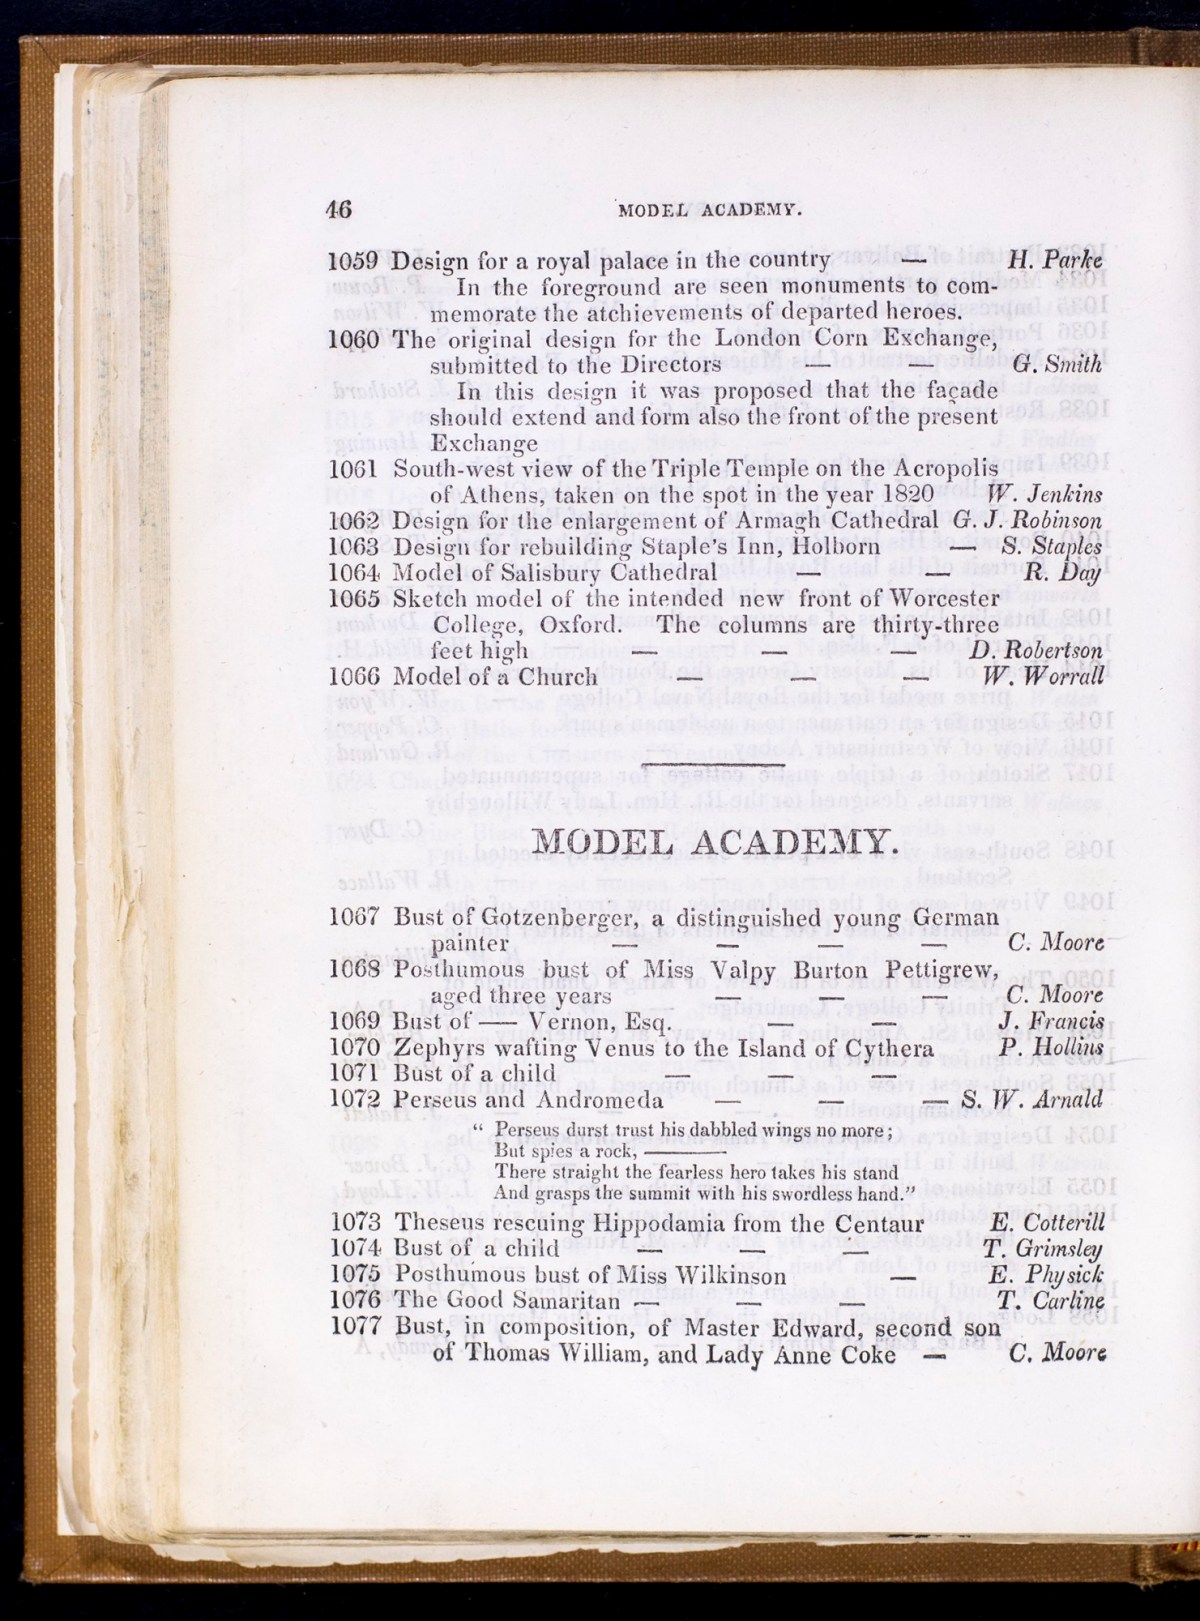 46 MODEL ACADEMY.
1059 Design for a royal palace in the country — H. Parke
In the foreground are seen monuments to com-
memorate the atchievements of departed heroes.
1060 The original design for the London Corn Exchange,
submitted to the Directors — — G. Smith
In this design it was proposed that the façade
should extend and form also the front of the present
Exchange
1061 South-west view of the Triple Temple on the Acropolis
of Athens, taken on the spot in the year 1820 W. Jenkins
1062 Design for the enlargement of Armagh Cathedral G. J. Robinson
1063 Design for rebuilding Staple's Inn, Holborn — S. Staples
1064 Model of Salisbury Cathedral — — R. Day
1065 Sketch model of the intended new front of Worcester
College, Oxford. The columns are thirty-three
feet high — — — D. Robertson
1066 Model of a Church — — — W. Worrall
MODEL ACADEMY.
1067 Bust of Gotzenberger, a distinguished young German
painter — — — — C. Moore
1068 Posthumous bust of Miss Valpy Burton Pettigrew,
aged three years — — — C. Moore
1069 Bust of —— Vernon, Esq. — — J. Francis
1070 Zephyrs wafting Venus to the Island of Cythera P. Hollins
1071 Bust of a child — — —
1072 Perseus and Andromeda — — — S. W. Arnald
“ Perseus durst trust his dabbled wings no more;
But spies a rock, ————
There straight the fearless hero takes his stand
And grasps the summit with his swordless hand.”
1073 Theseus rescuing Hippodamia from the Centaur E. Cotterill
1074 Bust of a child — — — T. Grimsley
1075 Posthumous bust of Miss Wilkinson — E. Physick
1076 The Good Samaritan — — — T. Carline
1077 Bust, in composition, of Master Edward, second son
of Thomas William, and Lady Anne Coke — C. Moore